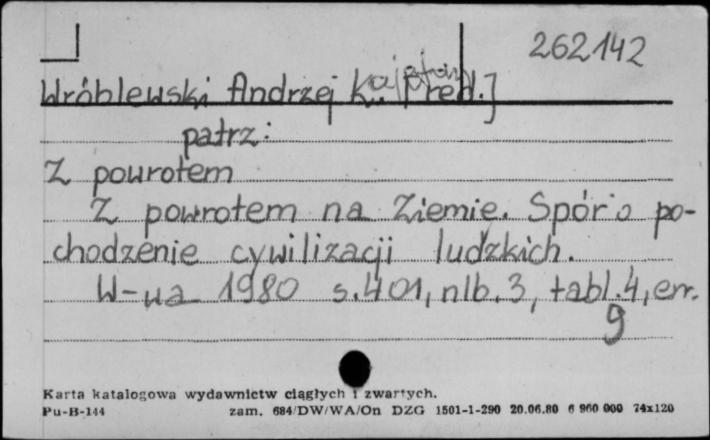 262142
Wróblewski Andrzej K. [red.]
patrz:
Z powrotem
Z powrotem na Ziemię. Spór o po-
chodzenie cywilizacji ludzkich.
W-wa 1980 s. 401, nlb. 3, tabl. 4, err.
9
Karta katalogowa wydawnictw ciągłych i zwartych.
Pu-B-144 zam. 684/DW/WA/On DZG 1501-1-290 20.06.80 6 960 000 74x120